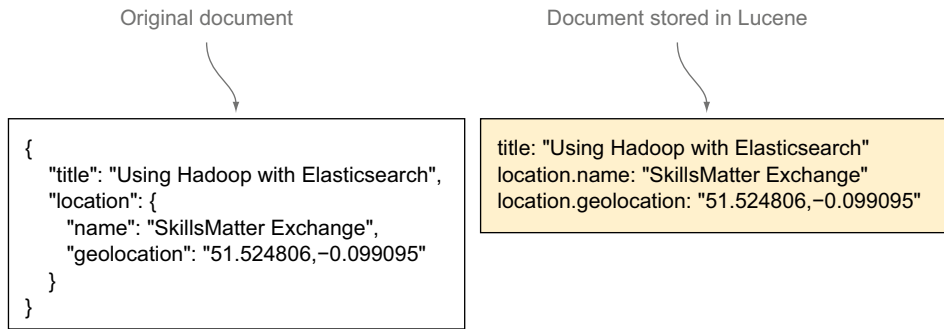 Original document
Document stored in Lucene
{
"title": "Using Hadoop with Elasticsearch",
"location": {
"name": "SkillsMatter Exchange",
"geolocation": "51.524806,−0.099095"
}
}
title: "Using Hadoop with Elasticsearch"
location.name: "SkillsMatter Exchange"
location.geolocation: "51.524806,−0.099095"